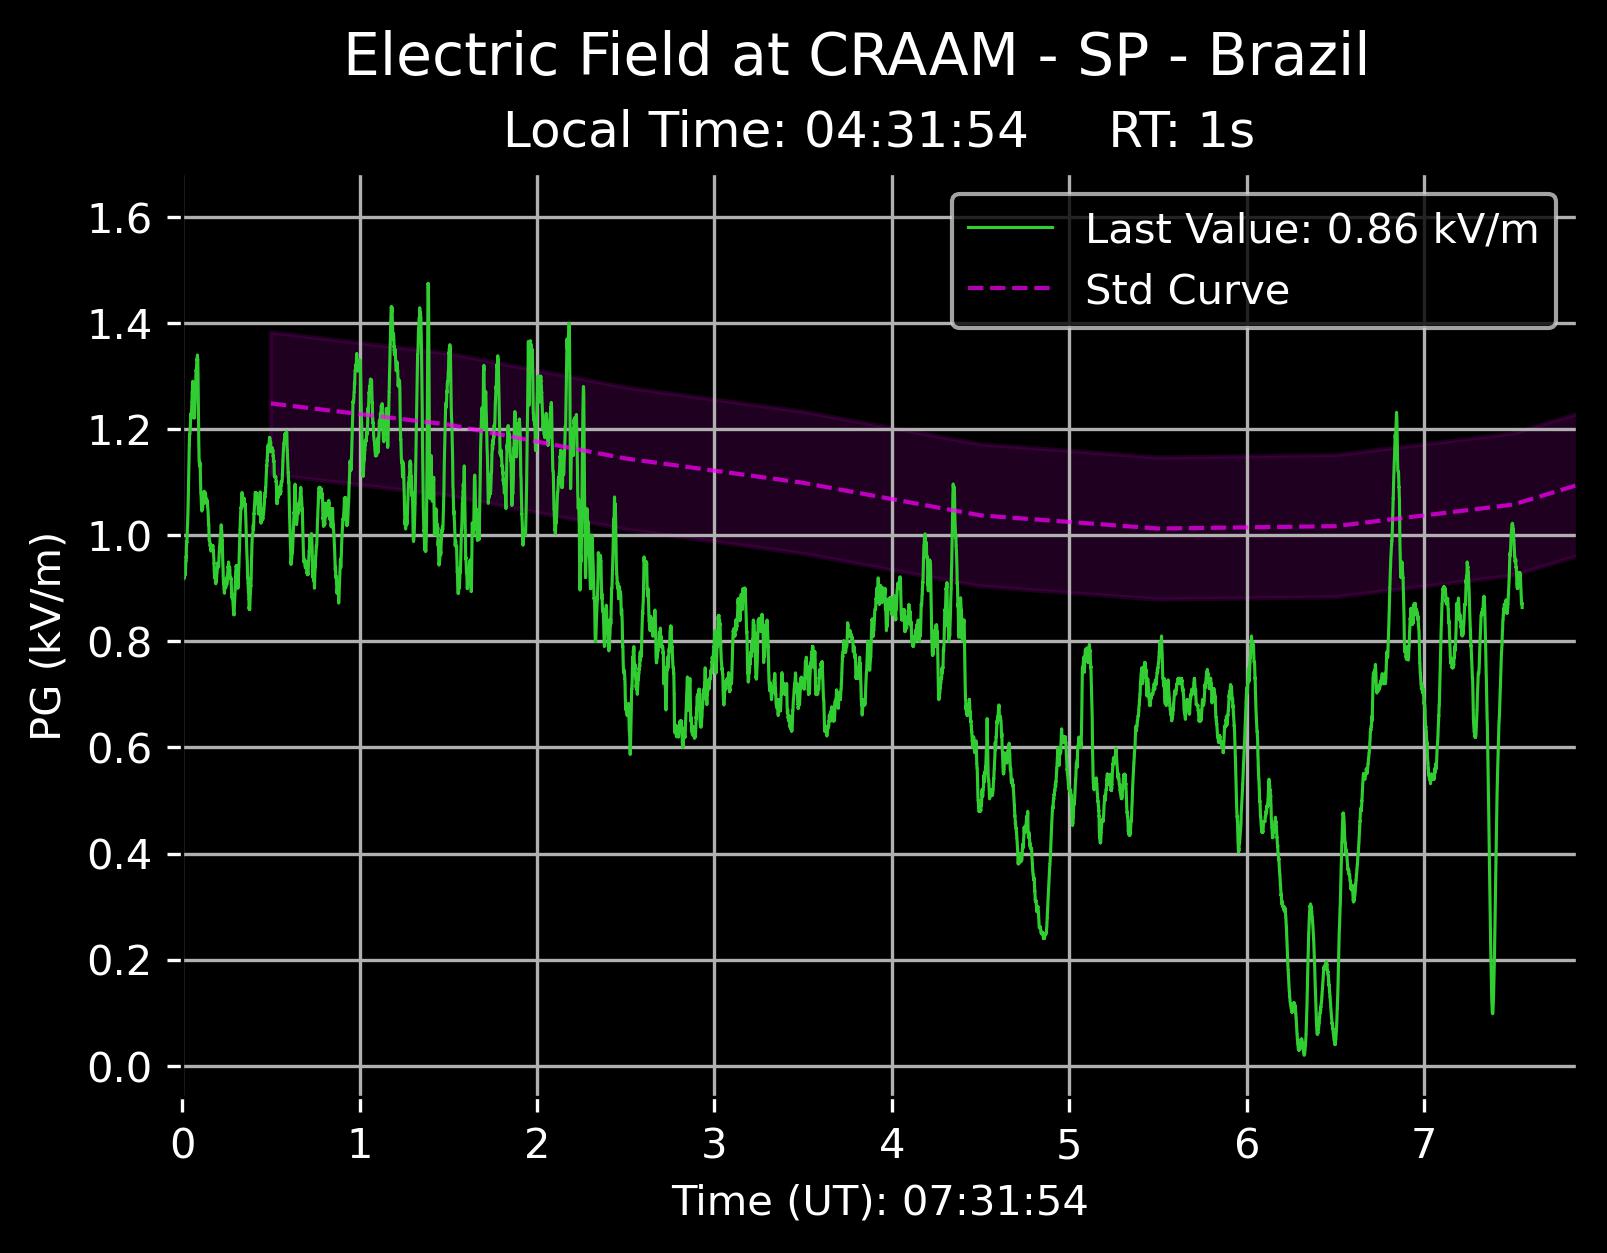 Electric Field at CRAAM - SP - Brazil
Local Time: 04:31:54 RT: 1s
Last Value: 0.86 kV/m
Std Curve
PG (kV/m)
1.6
1.4
1.2
1.0
0.8
0.6
0.4
0.2
0.0
0 1 2 3 4 5 6 7
Time (UT): 07:31:54